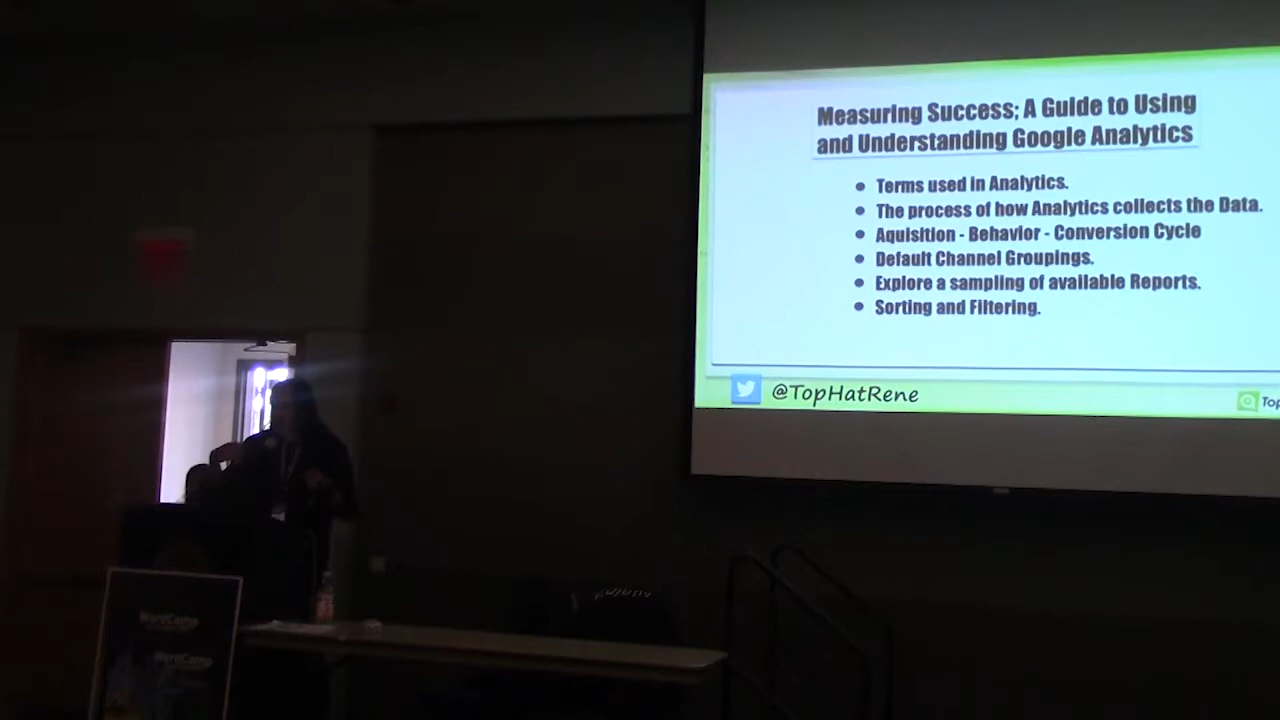 Measuring Success; A Guide to Using
and Understanding Google Analytics
Terms used in Analytics.
The process of how Analytics collects the Data.
Aquisition - Behavior - Conversion Cycle
Default Channel Groupings.
Explore a sampling of available Reports.
Sorting and Filtering.
@TopHatRene
Top
WordCamp
WordCamp